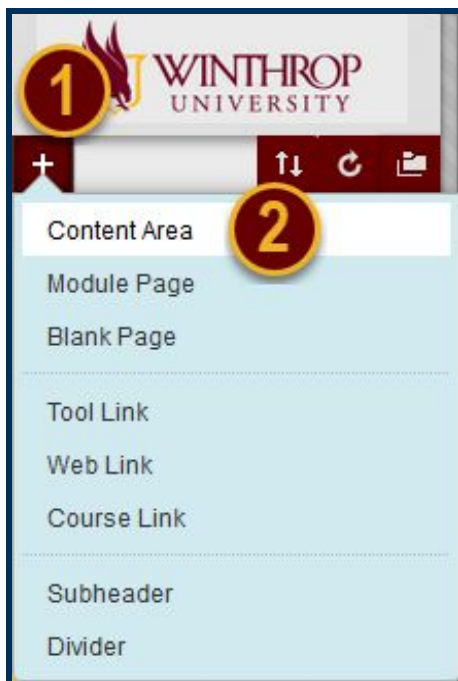 1
WINTHROP
UNIVERSITY
+
Content Area
2
Module Page
Blank Page
Tool Link
Web Link
Course Link
Subheader
Divider